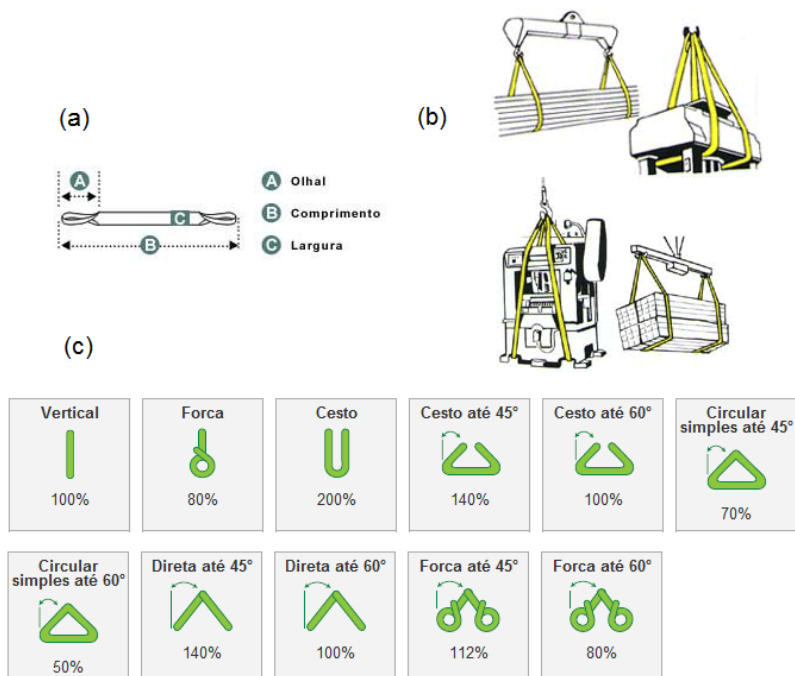 (a)
(b)
A
A Olhal
C
B Comprimento
B
C Largura
(c)
Vertical
100%
Forca
80%
Cesto
200%
Cesto até 45°
140%
Cesto até 60°
100%
Circular
simples até 45°
70%
Circular
simples até 60°
50%
Direta até 45°
140%
Direta até 60°
100%
Forca até 45°
112%
Forca até 60°
80%